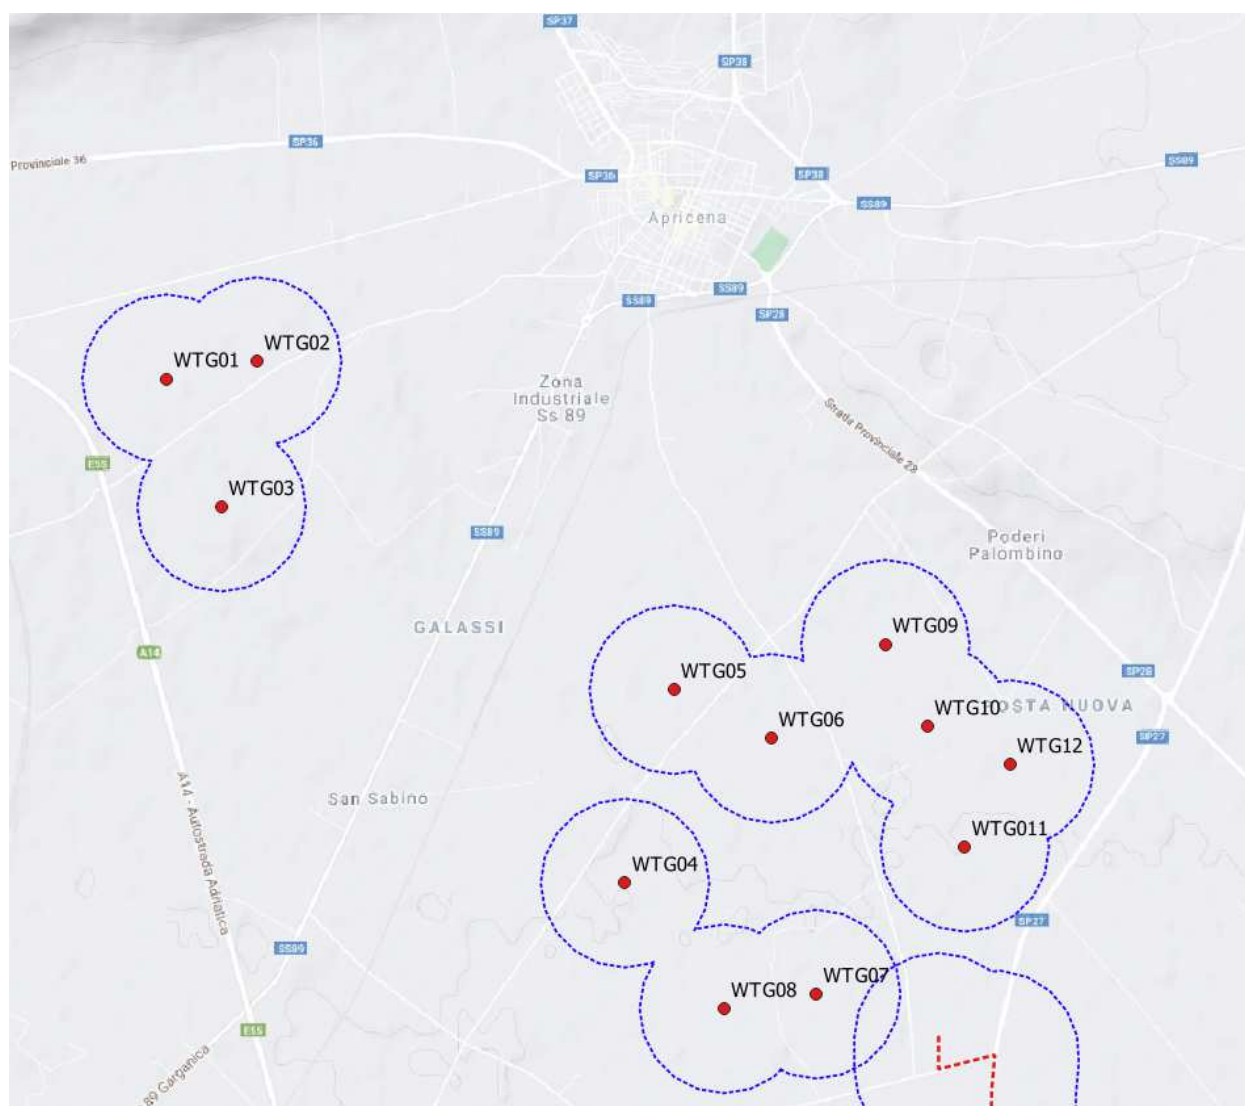 SP37
SP38
SP36
Provinciale 36
SS89
SP36
SP38
SS89
Apricena
SS89
SS89
SP28
WTG02
WTG01
Zona
Industriale
Ss 89
Strada Provinciale 28
E55
WTG03
SS89
Poderi
Palombino
GALASSI
WTG09
A14
WTG05
SP28
WTG10
OSTA NUOVA
WTG06
SP27
WTG12
San Sabino
A14 - Autostrada Adriatica
WTG011
WTG04
SP27
SS89
WTG07
WTG08
E55
89 Garganica